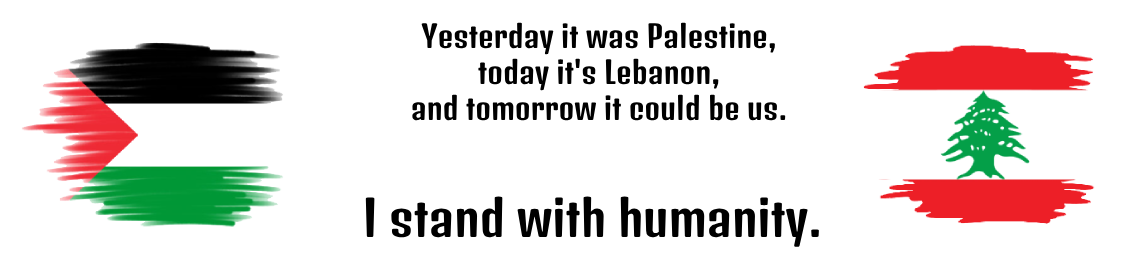 Yesterday it was Palestine,
today it's Lebanon,
and tomorrow it could be us.
I stand with humanity.